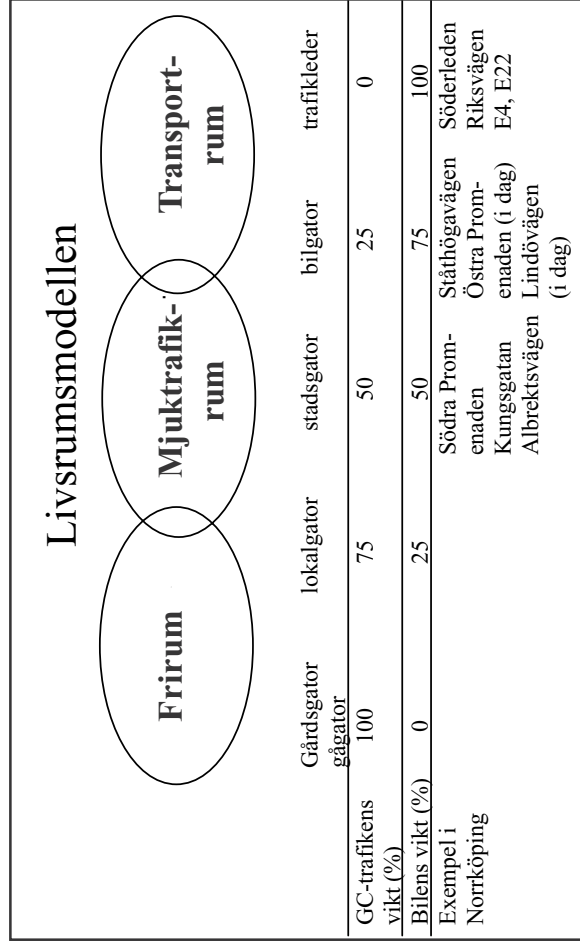 Livsrumsmodellen
Frirum
Mjuktrafik-
rum
Transport-
rum
Gårdsgator
gågator
lokalgator
stadsgator
bilgator
trafikleder
GC-trafikens
vikt (%)
100
75
50
25
0
Bilens vikt (%)
0
25
50
75
100
Exempel i
Norrköping
Södra Prom-
enaden
Kungsgatan
Albrektsvägen
Ståthögavägen
Östra Prom-
enaden (i dag)
Lindövägen
(i dag)
Söderleden
Riksvägen
E4, E22